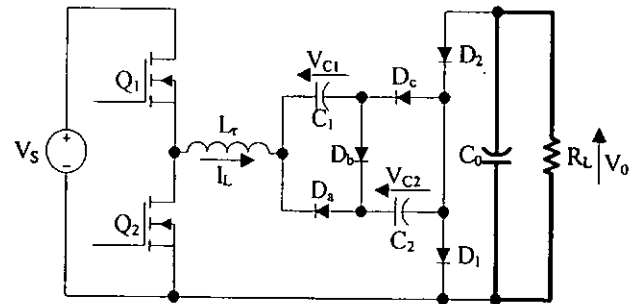 V_C1
D_2
Q_1
D_c
L_r
C_1
V_S
D_b
C_0
R_L
V_0
I_L
V_C2
D_a
Q_2
C_2
D_1
+
−